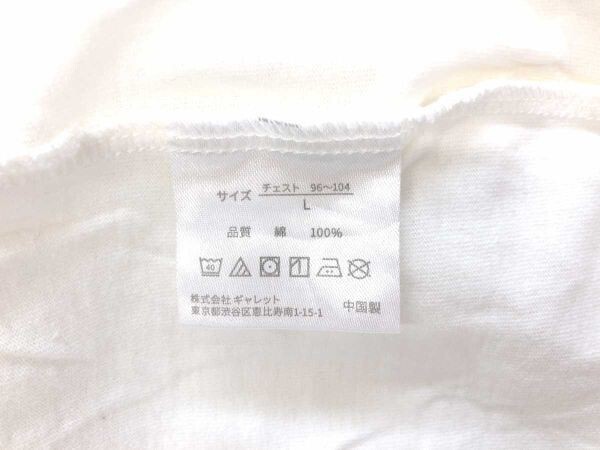 サイズ チェスト 96～104
L
品質 綿 100%
40
株式会社ギャレット
東京都渋谷区恵比寿南1-15-1 中国製